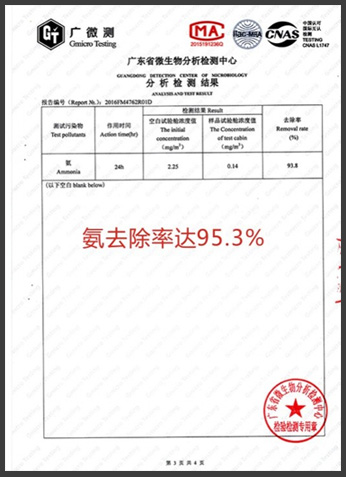 广微测
Gmicro Testing
MA
2015191236Q
ilac-MRA
CNAS
中国认可
国际互认
检测
TESTING
CNAS L1747
广东省微生物分析检测中心
GUANGDONG DETECTION CENTER OF MICROBIOLOGY
分析检测结果
ANALYSIS AND TEST RESULT
报告编号（Report No.）：2016FM4762R01D
检测结果 Result
测试污染物
Test pollutants
作用时间
Action time(hr)
空白试验舱浓度值
The initial
concentration
(mg/m³)
样品试验舱浓度值
The Concentration
of test cabin
(mg/m³)
去除率
Removal rate
(%)
氨
Ammonia
24h
2.25
0.14
93.8
(以下空白 blank below)
氨去除率达95.3%
广东省微生物分析检测中心
检验检测专用章
第 3 页 共 4 页